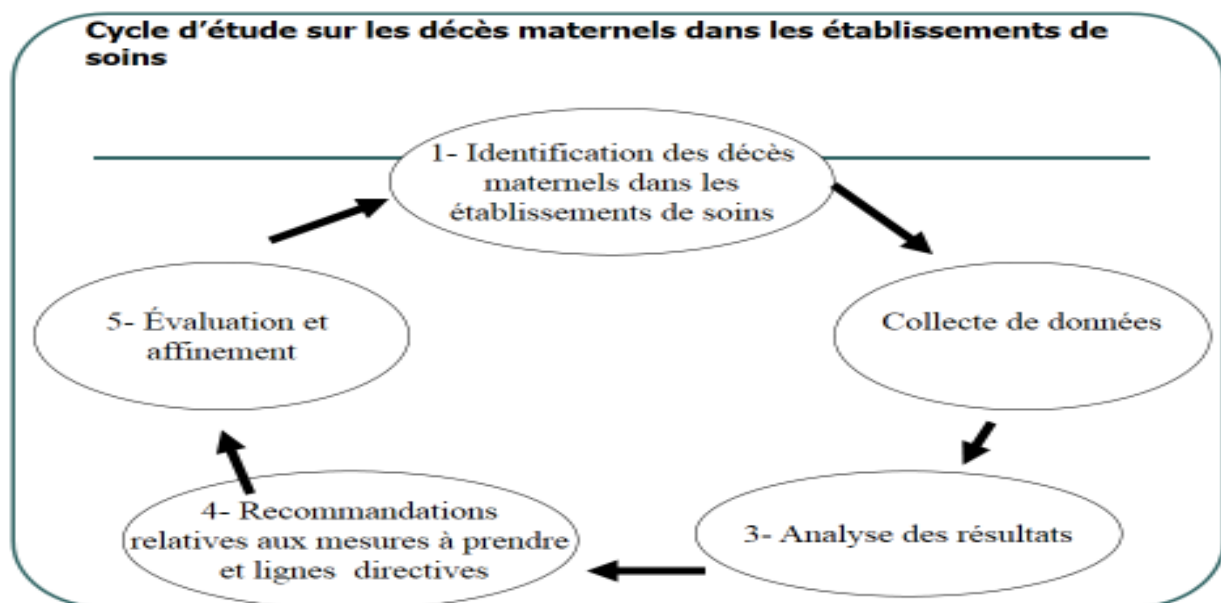 Cycle d’étude sur les décès maternels dans les établissements de
soins
1- Identification des décès
maternels dans les
établissements de soins
Collecte de données
3- Analyse des résultats
4- Recommandations
relatives aux mesures à prendre
et lignes directives
5- Évaluation et
affinement